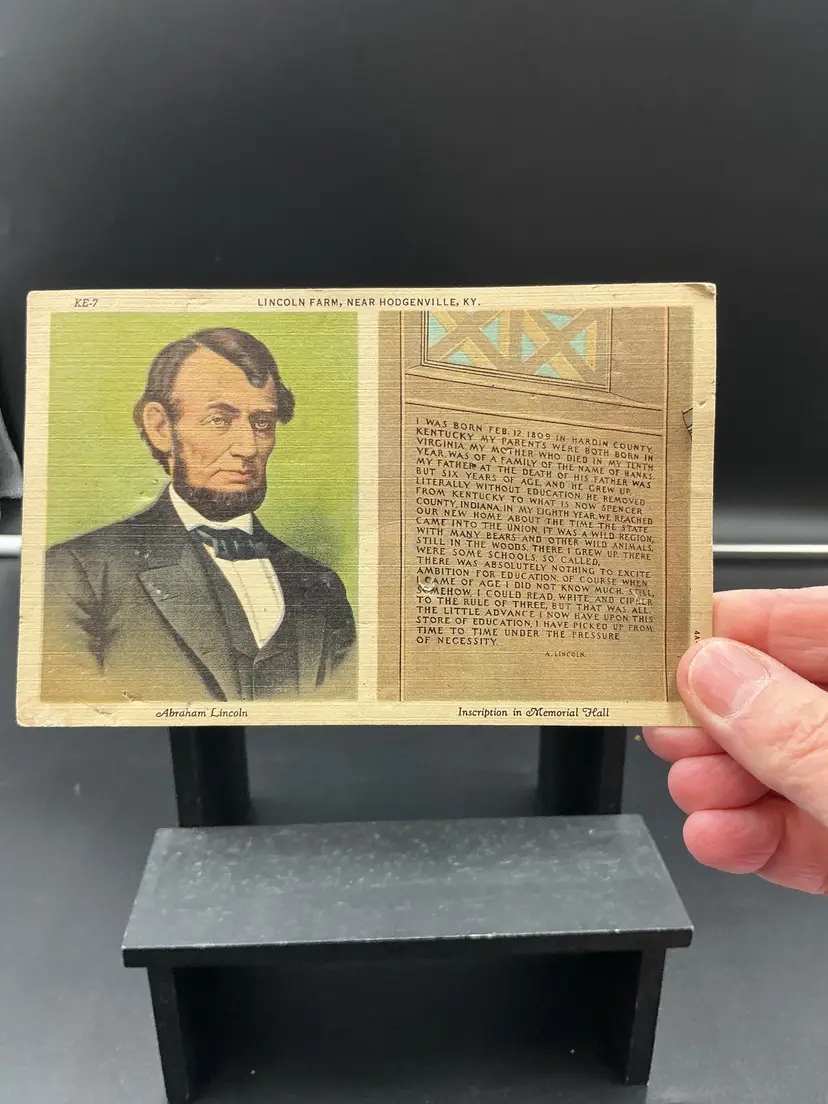 KE-7
LINCOLN FARM, NEAR HODGENVILLE, KY.
I WAS BORN FEB. 12, 1809 IN HARDIN COUNTY,
KENTUCKY. MY PARENTS WERE BOTH BORN IN
VIRGINIA. MY MOTHER WHO DIED IN MY TENTH
YEAR, WAS OF A FAMILY OF THE NAME OF HANKS.
MY FATHER AT THE DEATH OF HIS FATHER WAS
BUT SIX YEARS OF AGE, AND HE GREW UP
LITERALLY WITHOUT EDUCATION. HE REMOVED
FROM KENTUCKY TO WHAT IS NOW SPENCER
COUNTY, INDIANA, IN MY EIGHTH YEAR. WE REACHED
OUR NEW HOME ABOUT THE TIME THE STATE
CAME INTO THE UNION. IT WAS A WILD REGION,
WITH MANY BEARS AND OTHER WILD ANIMALS,
STILL IN THE WOODS. THERE I GREW UP. THERE
WERE SOME SCHOOLS, SO CALLED,
THERE WAS ABSOLUTELY NOTHING TO EXCITE
AMBITION FOR EDUCATION. OF COURSE WHEN
I CAME OF AGE I DID NOT KNOW MUCH. STILL,
SOMEHOW, I COULD READ, WRITE, AND CIPHER
TO THE RULE OF THREE, BUT THAT WAS ALL.
THE LITTLE ADVANCE I NOW HAVE UPON THIS
STORE OF EDUCATION, I HAVE PICKED UP FROM
TIME TO TIME UNDER THE PRESSURE
OF NECESSITY.
A. LINCOLN.
Abraham Lincoln
Inscription in Memorial Hall